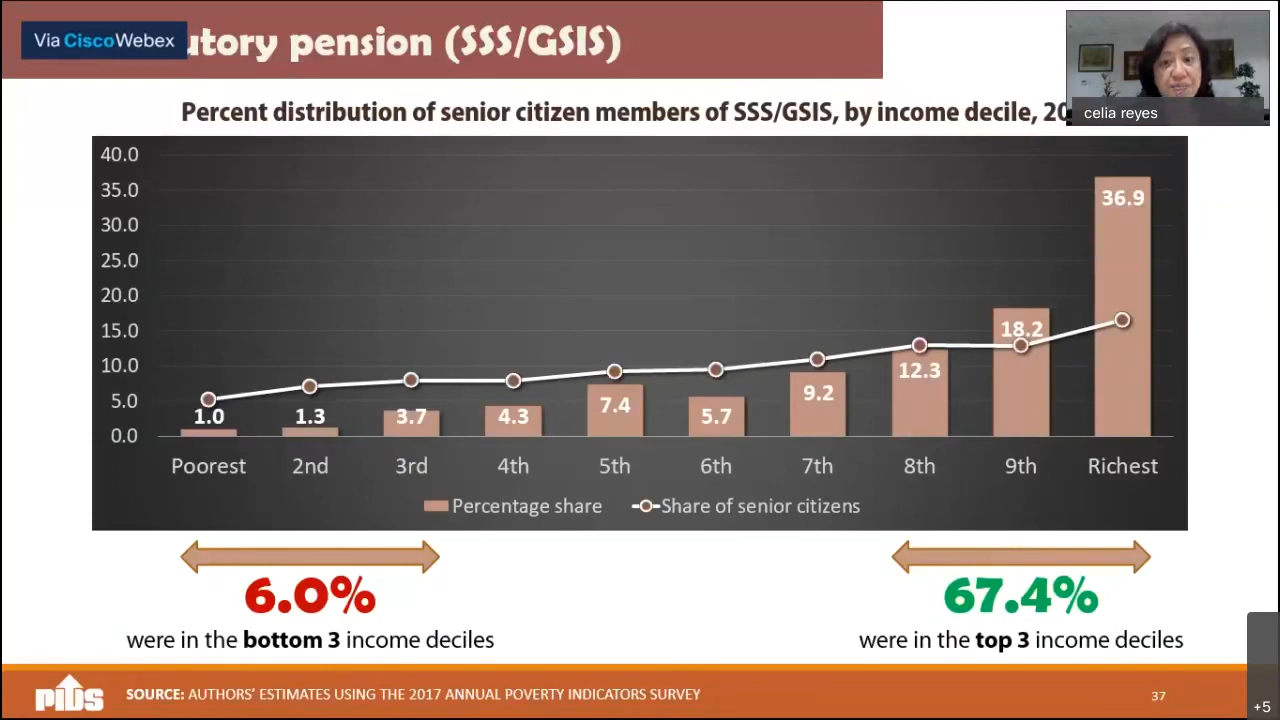 Via Cisco Webex
utory pension (SSS/GSIS)
celia reyes
Percent distribution of senior citizen members of SSS/GSIS, by income decile, 20
40.0
35.0
30.0
25.0
20.0
15.0
10.0
5.0
0.0
1.0
1.3
3.7
4.3
7.4
5.7
9.2
12.3
18.2
36.9
Poorest 2nd 3rd 4th 5th 6th 7th 8th 9th Richest
Percentage share Share of senior citizens
6.0%
were in the bottom 3 income deciles
67.4%
were in the top 3 income deciles
pids
SOURCE: AUTHORS' ESTIMATES USING THE 2017 ANNUAL POVERTY INDICATORS SURVEY
37
+5